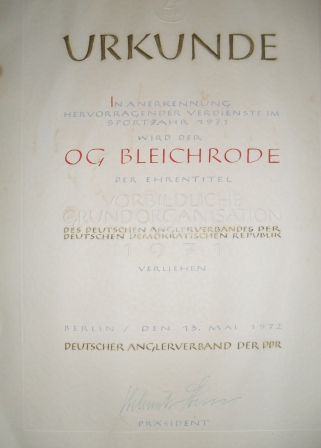 URKUNDE
IN ANERKENNUNG
HERVORRAGENDER VERDIENSTE IM
SPORTJAHR 1971
WIRD DER
OG BLEICHRODE
DER EHRENTITEL
VORBILDLICHE
GRUNDORGANISATION
DES DEUTSCHEN ANGLERVERBANDES DER
DEUTSCHEN DEMOKRATISCHEN REPUBLIK
1971
VERLIEHEN
BERLIN / DEN 13. MAI 1972
DEUTSCHER ANGLERVERBAND DER DDR
PRÄSIDENT